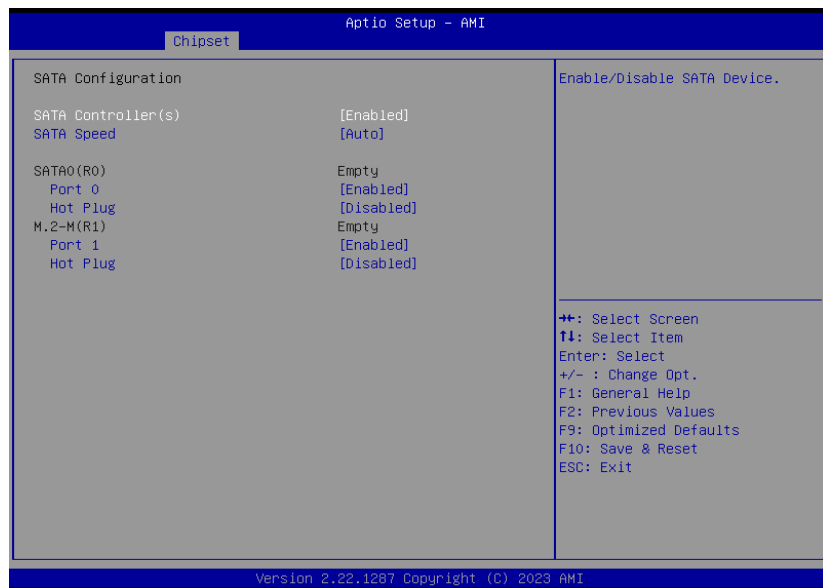 Aptio Setup – AMI
Chipset
SATA Configuration
SATA Controller(s) [Enabled]
SATA Speed [Auto]
SATA0(R0) Empty
Port 0 [Enabled]
Hot Plug [Disabled]
M.2-M(R1) Empty
Port 1 [Enabled]
Hot Plug [Disabled]
Enable/Disable SATA Device.
→←: Select Screen
↑↓: Select Item
Enter: Select
+/- : Change Opt.
F1: General Help
F2: Previous Values
F9: Optimized Defaults
F10: Save & Reset
ESC: Exit
Version 2.22.1287 Copyright (C) 2023 AMI